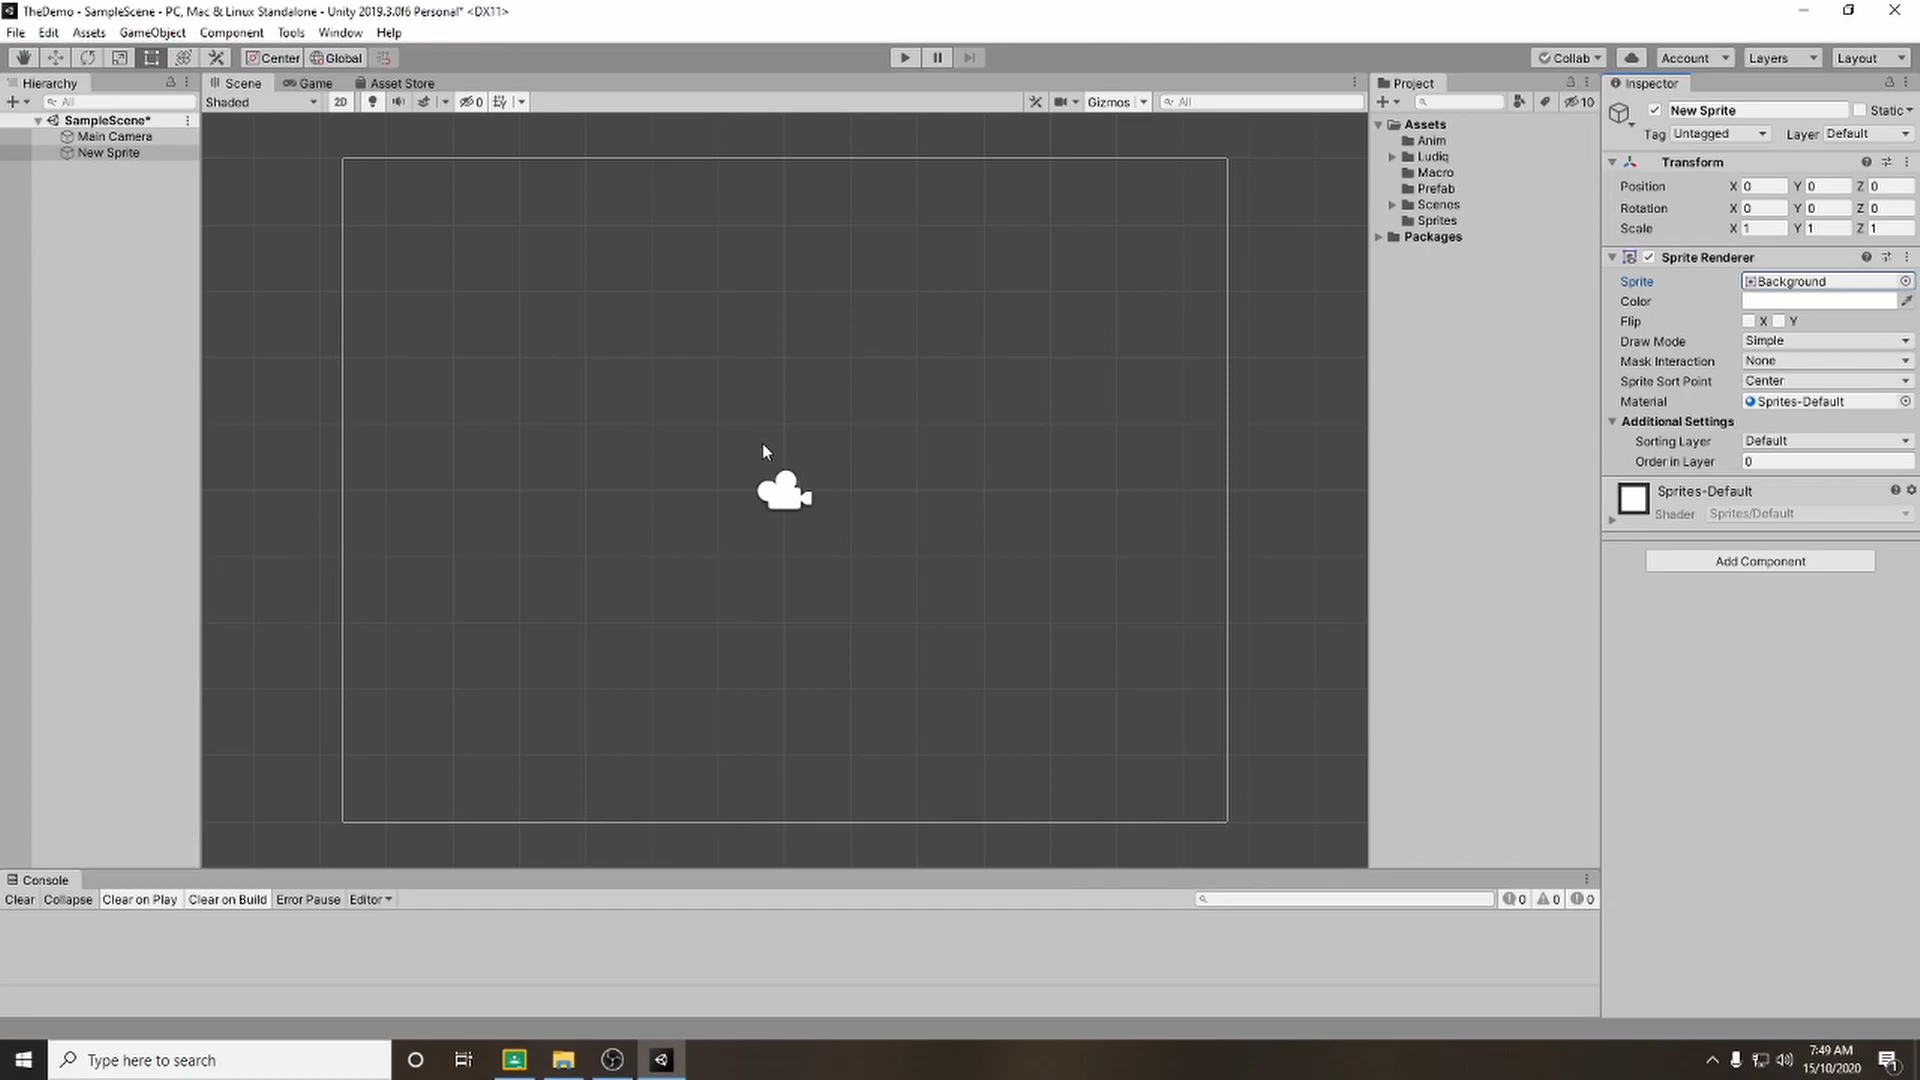 TheDemo - SampleScene - PC, Mac & Linux Standalone - Unity 2019.3.0f6 Personal* <DX11>
File Edit Assets GameObject Component Tools Window Help
Center Global Collab Account Layers Layout
Hierarchy Scene Game Asset Store Project Inspector
All Shaded 2D 0 Gizmos All 10
SampleScene*
Main Camera
New Sprite
Assets
Anim
Ludiq
Macro
Prefab
Scenes
Sprites
Packages
New Sprite Static
Tag Untagged Layer Default
Transform
Position X 0 Y 0 Z 0
Rotation X 0 Y 0 Z 0
Scale X 1 Y 1 Z 1
Sprite Renderer
Sprite Background
Color
Flip X Y
Draw Mode Simple
Mask Interaction None
Sprite Sort Point Center
Material Sprites-Default
Additional Settings
Sorting Layer Default
Order in Layer 0
Sprites-Default
Shader Sprites/Default
Add Component
Console
Clear Collapse Clear on Play Clear on Build Error Pause Editor 0 0 0
Type here to search
7:49 AM
15/10/2020
1